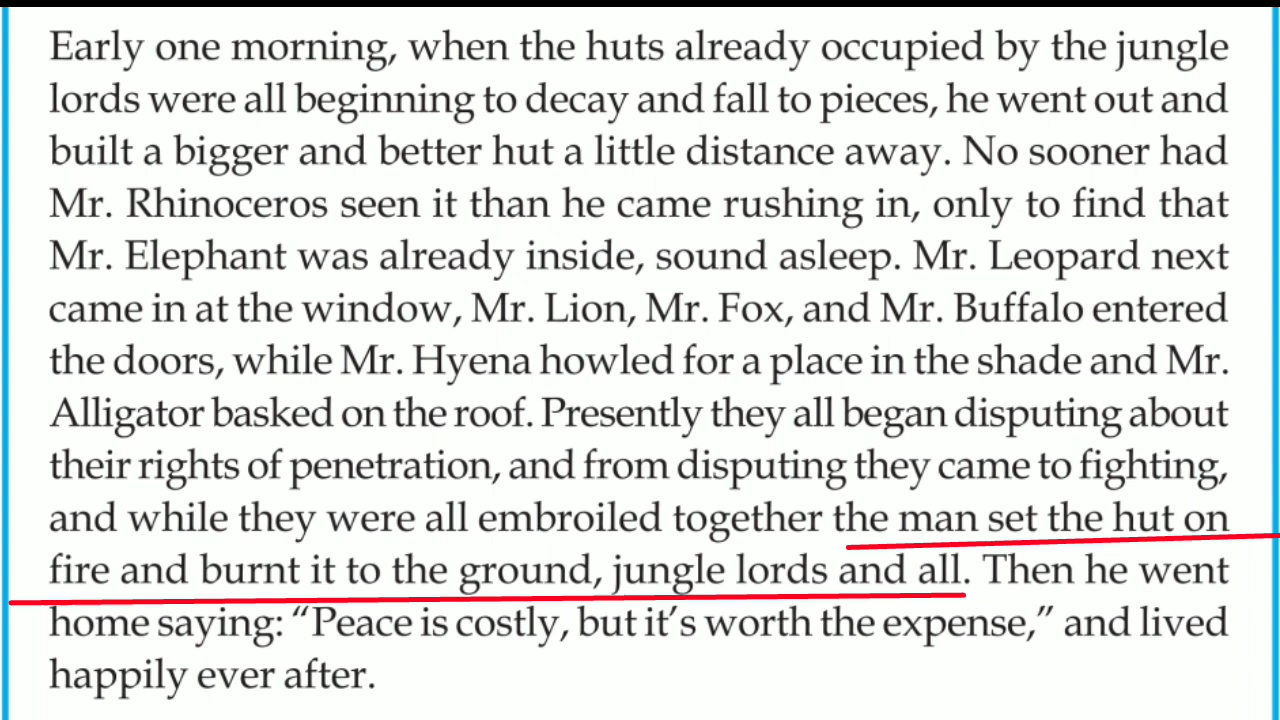 Early one morning, when the huts already occupied by the jungle
lords were all beginning to decay and fall to pieces, he went out and
built a bigger and better hut a little distance away. No sooner had
Mr. Rhinoceros seen it than he came rushing in, only to find that
Mr. Elephant was already inside, sound asleep. Mr. Leopard next
came in at the window, Mr. Lion, Mr. Fox, and Mr. Buffalo entered
the doors, while Mr. Hyena howled for a place in the shade and Mr.
Alligator basked on the roof. Presently they all began disputing about
their rights of penetration, and from disputing they came to fighting,
and while they were all embroiled together the man set the hut on
fire and burnt it to the ground, jungle lords and all. Then he went
home saying: “Peace is costly, but it’s worth the expense,” and lived
happily ever after.